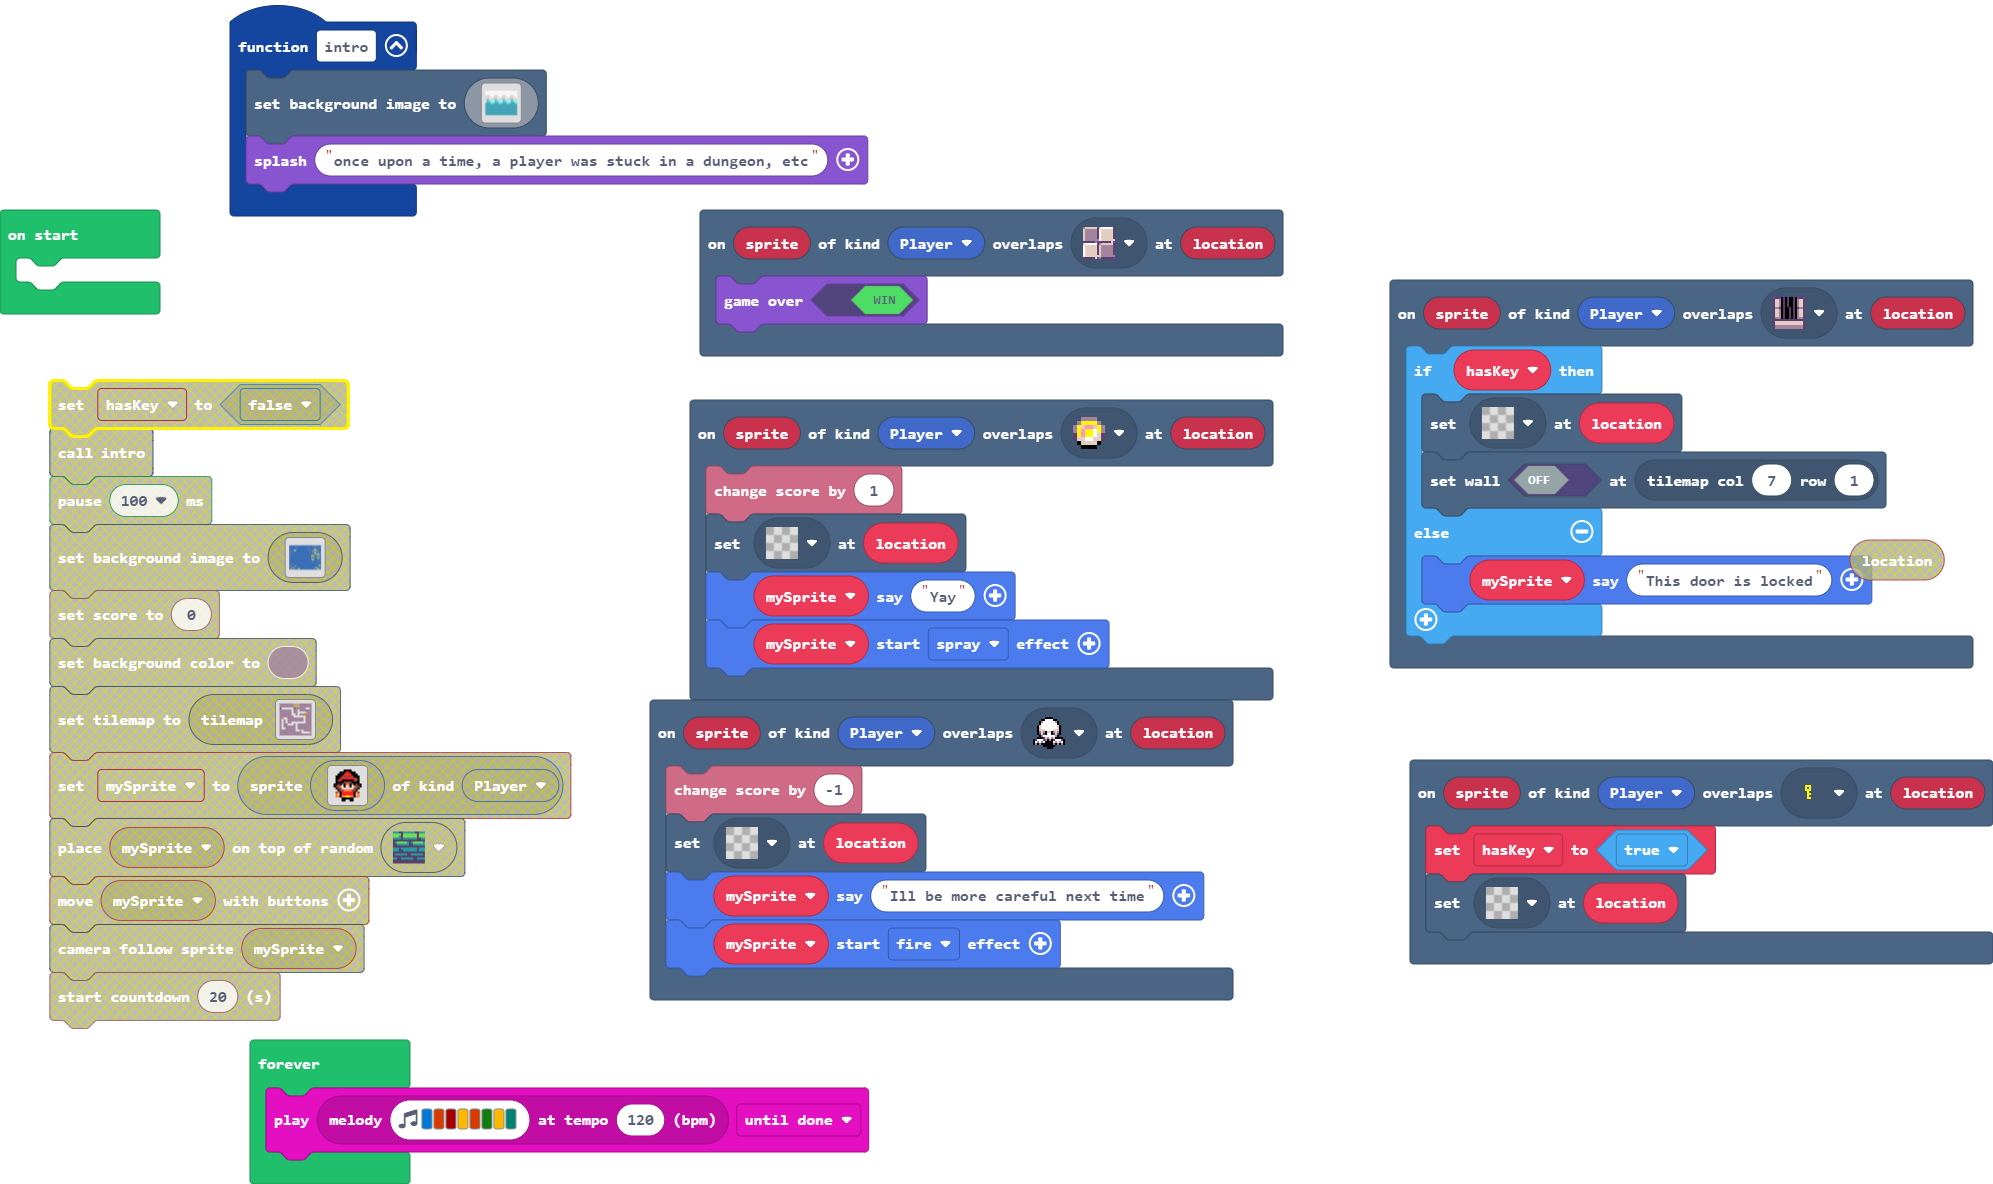 function intro
set background image to
splash "once upon a time, a player was stuck in a dungeon, etc"
on start
set hasKey to false
call intro
pause 100 ms
set background image to
set score to 0
set background color to
set tilemap to tilemap
set mySprite to sprite of kind Player
place mySprite on top of random
move mySprite with buttons
camera follow sprite mySprite
start countdown 20 (s)
forever
play melody at tempo 120 (bpm) until done
on sprite of kind Player overlaps at location
game over WIN
on sprite of kind Player overlaps at location
change score by 1
set at location
mySprite say "Yay"
mySprite start spray effect
on sprite of kind Player overlaps at location
change score by -1
set at location
mySprite say "Ill be more careful next time"
mySprite start fire effect
on sprite of kind Player overlaps at location
if hasKey then
set at location
set wall OFF at tilemap col 7 row 1
else
mySprite say "This door is locked"
location
on sprite of kind Player overlaps at location
set hasKey to true
set at location